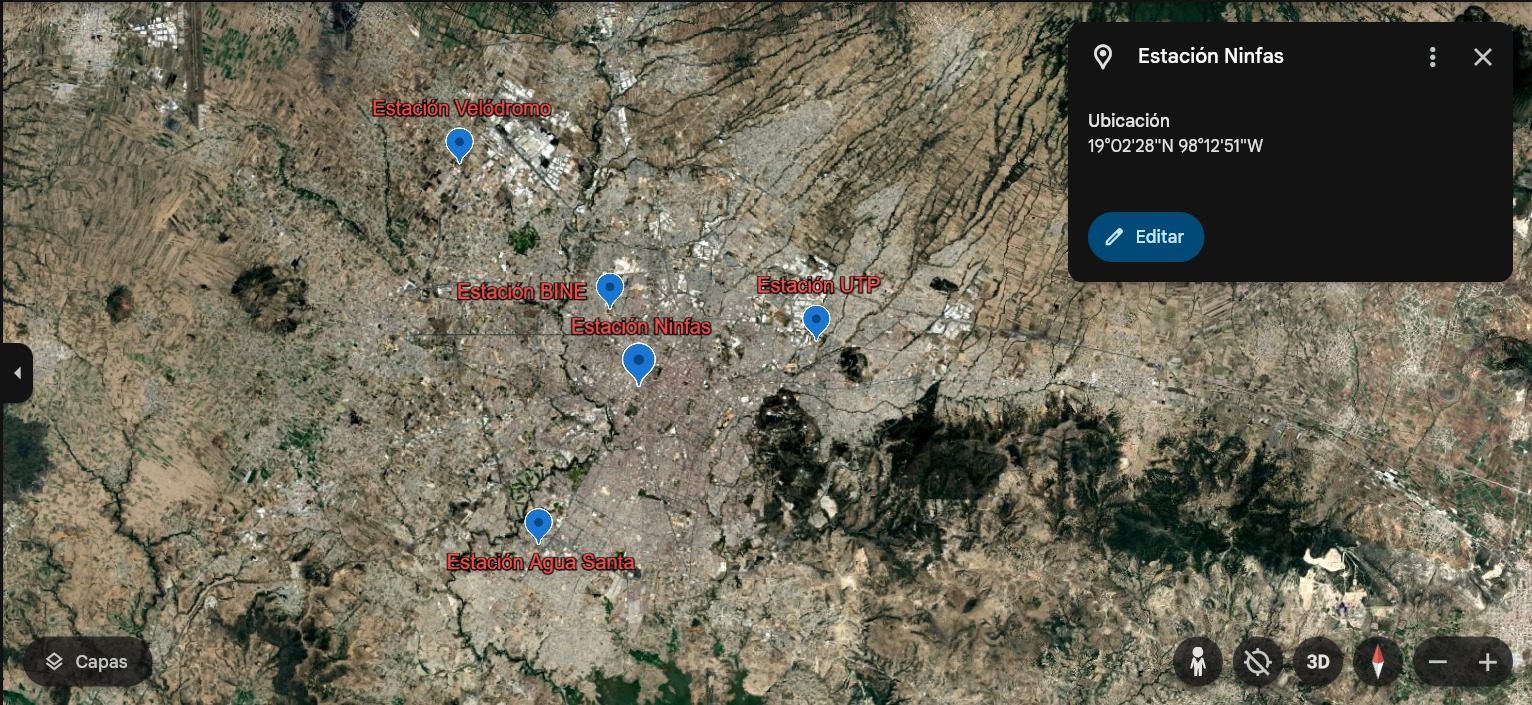 Estación Ninfas
Ubicación
19°02'28"N 98°12'51"W
Editar
Estación Velódromo
Estación BINE
Estación UTP
Estación Ninfas
Estación Agua Santa
Capas
3D